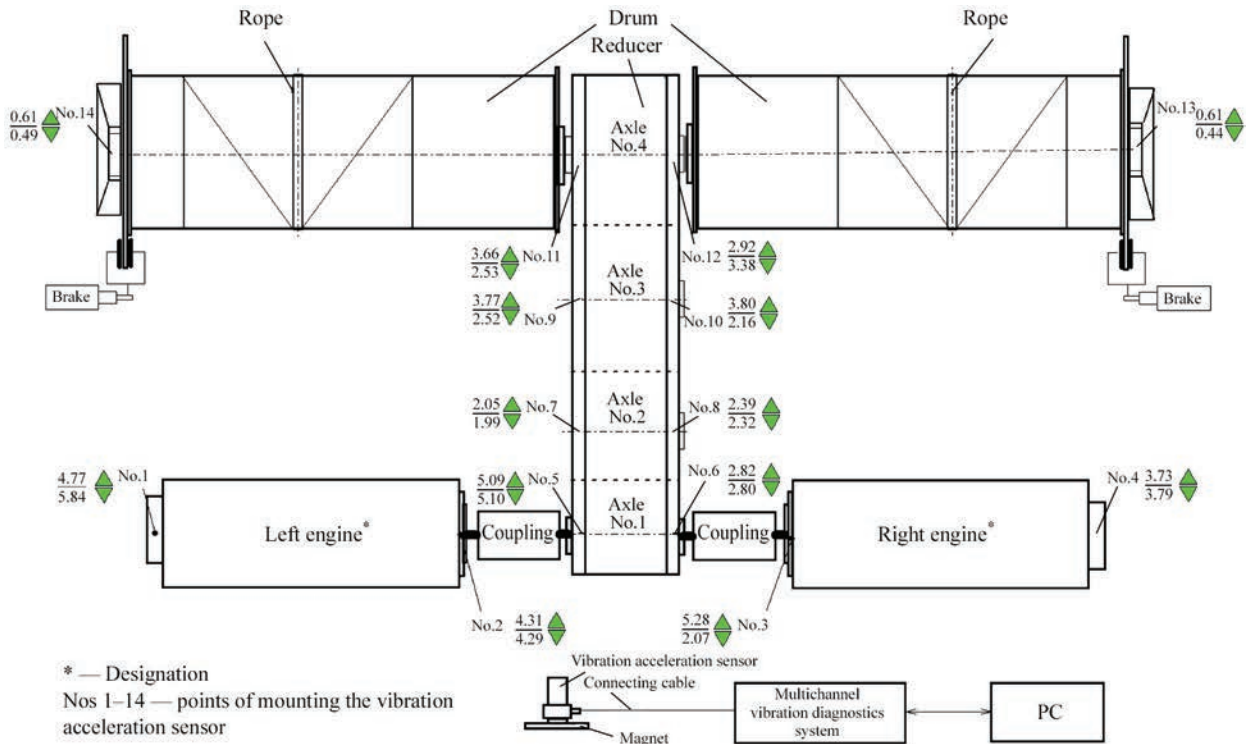 Rope
Drum
Rope
Reducer
0.61
0.49
No.14
Axle
No.4
No.13
0.61
0.44
3.66
2.53
No.11
No.12
2.92
3.38
Axle
No.3
Brake
Brake
3.77
2.52
No.9
No.10
3.80
2.16
2.05
1.99
No.7
Axle
No.2
No.8
2.39
2.32
4.77
5.84
No.1
5.09
5.10
No.5
No.6
2.82
2.80
No.4
3.73
3.79
Axle
No.1
Left engine*
Coupling
Coupling
Right engine*
No.2
4.31
4.29
5.28
2.07
No.3
* — Designation
Nos 1–14 — points of mounting the vibration
acceleration sensor
Vibration acceleration sensor
Connecting cable
Magnet
Multichannel
vibration diagnostics
system
PC